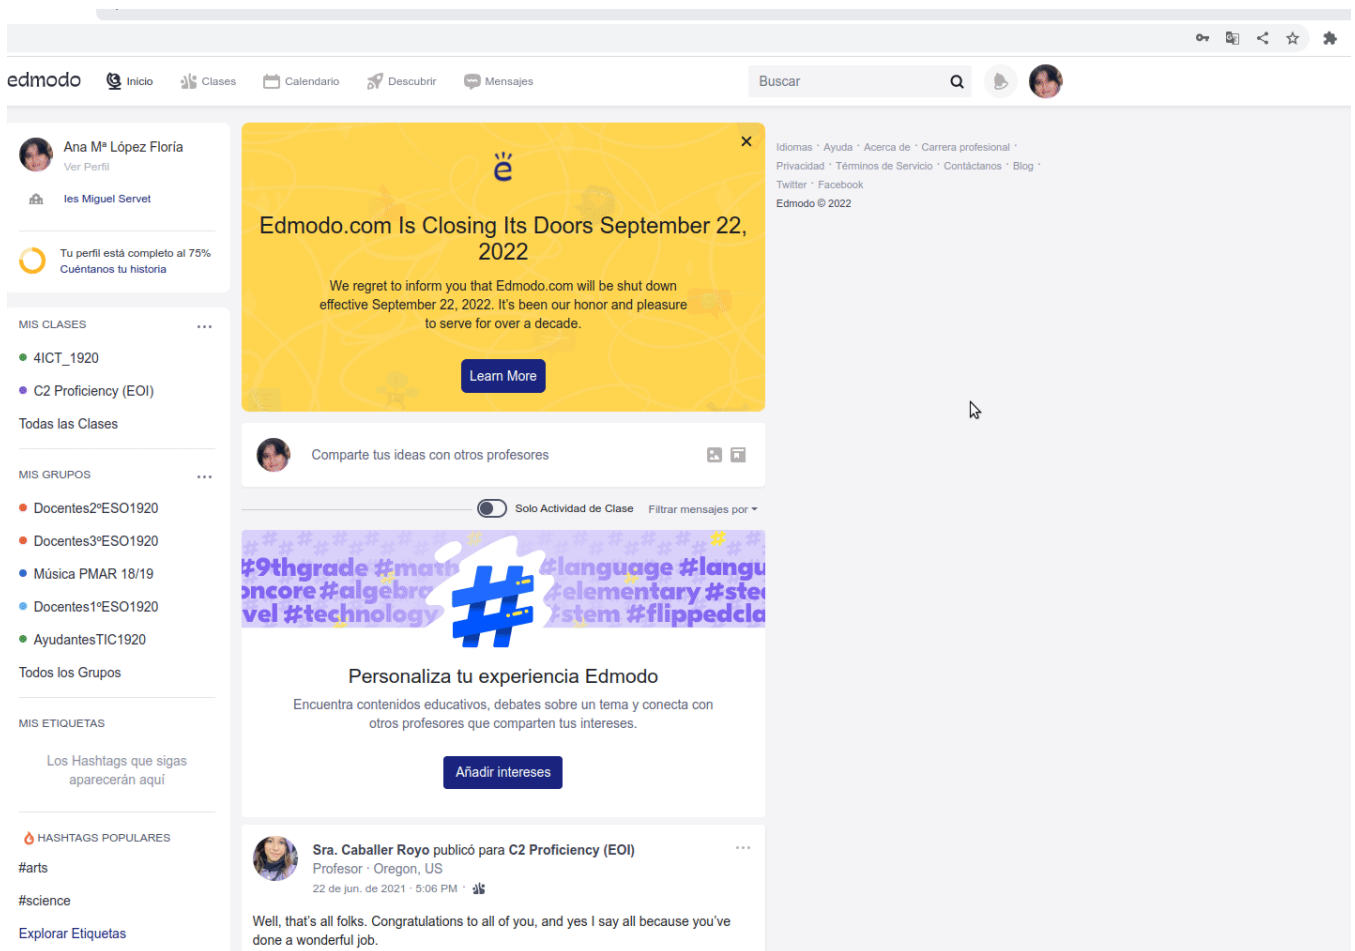 edmodo
Inicio
Clases
Calendario
Descubrir
Mensajes
Buscar
Ana Mª López Floría
Ver Perfil
Ies Miguel Servet
Tu perfil está completo al 75%
Cuéntanos tu historia
MIS CLASES
4ICT_1920
C2 Proficiency (EOI)
Todas las Clases
MIS GRUPOS
Docentes2ºESO1920
Docentes3ºESO1920
Música PMAR 18/19
Docentes1ºESO1920
AyudantesTIC1920
Todos los Grupos
MIS ETIQUETAS
Los Hashtags que sigas
aparecerán aquí
HASHTAGS POPULARES
#arts
#science
Explorar Etiquetas
ë
Edmodo.com Is Closing Its Doors September 22,
2022
We regret to inform you that Edmodo.com will be shut down
effective September 22, 2022. It's been our honor and pleasure
to serve for over a decade.
Learn More
Comparte tus ideas con otros profesores
Solo Actividad de Clase Filtrar mensajes por
#9thgrade #math #language #langu
oncore #algebra #elementary #ste
vel #technology #stem #flippedcla
Personaliza tu experiencia Edmodo
Encuentra contenidos educativos, debates sobre un tema y conecta con
otros profesores que comparten tus intereses.
Añadir intereses
Sra. Caballer Royo publicó para C2 Proficiency (EOI)
Profesor · Oregon, US
22 de jun. de 2021 · 5:06 PM ·
Well, that's all folks. Congratulations to all of you, and yes I say all because you've
done a wonderful job.
Idiomas · Ayuda · Acerca de · Carrera profesional ·
Privacidad · Términos de Servicio · Contáctanos · Blog ·
Twitter · Facebook
Edmodo © 2022